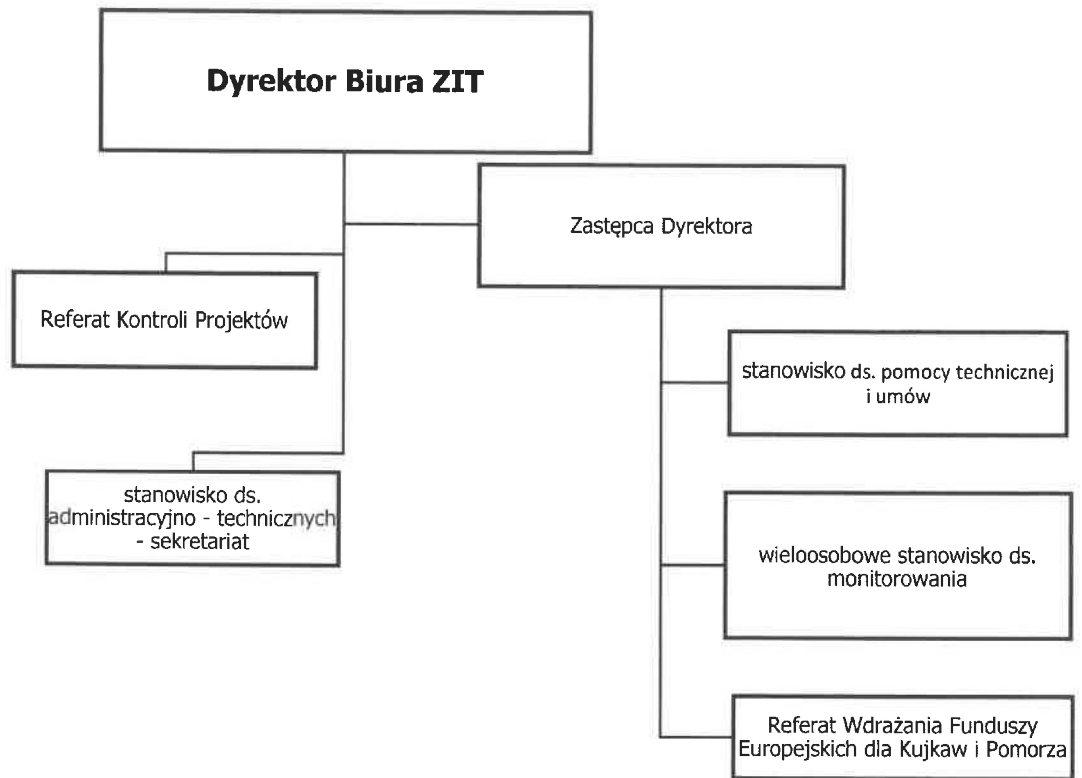 Dyrektor Biura ZIT
Zastępca Dyrektora
Referat Kontroli Projektów
stanowisko ds. pomocy technicznej
i umów
stanowisko ds.
administracyjno - technicznych
- sekretariat
wieloosobowe stanowisko ds.
monitorowania
Referat Wdrażania Funduszy
Europejskich dla Kujkaw i Pomorza